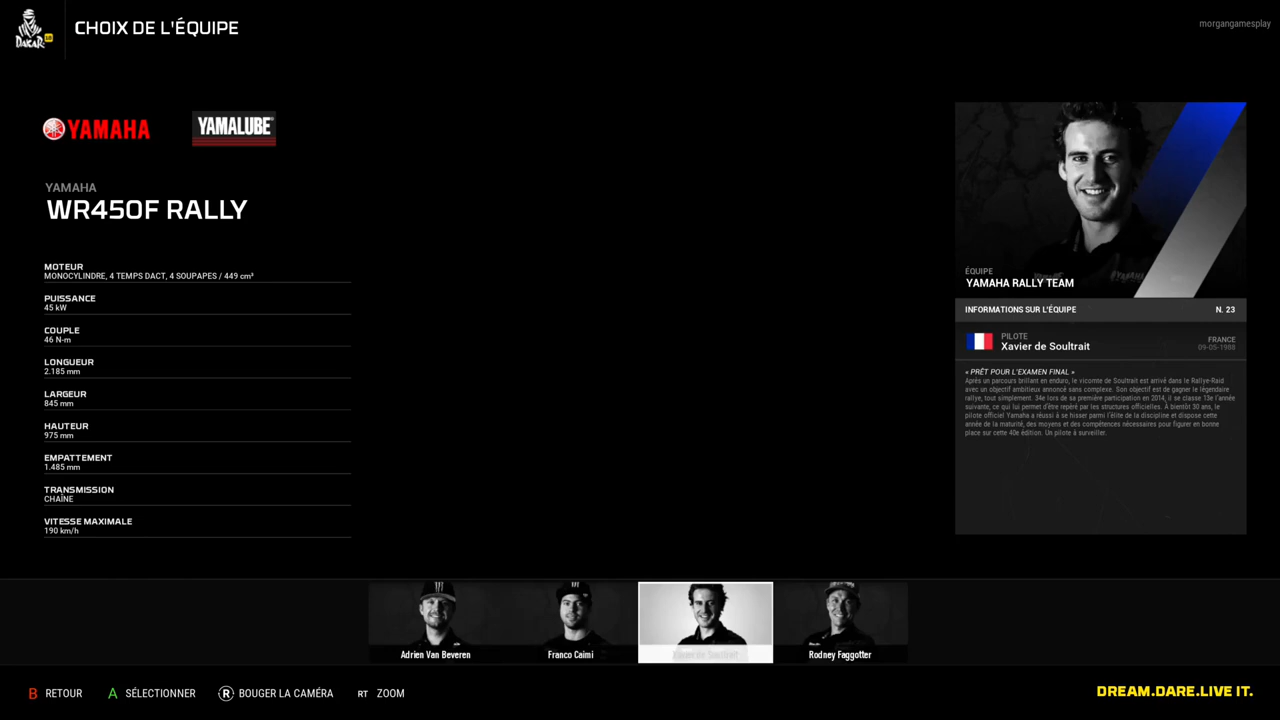 DAKAR 18
CHOIX DE L'ÉQUIPE
morgangamesplay
YAMAHA
YAMALUBE®
YAMAHA
WR450F RALLY
MOTEUR
MONOCYLINDRE, 4 TEMPS DACT, 4 SOUPAPES / 449 cm³
PUISSANCE
45 kW
COUPLE
46 N-m
LONGUEUR
2.185 mm
LARGEUR
845 mm
HAUTEUR
975 mm
EMPATTEMENT
1.485 mm
TRANSMISSION
CHAÎNE
VITESSE MAXIMALE
190 km/h
ÉQUIPE
YAMAHA RALLY TEAM
INFORMATIONS SUR L'ÉQUIPE N. 23
PILOTE
Xavier de Soultrait
FRANCE
09-05-1988
« PRÊT POUR L'EXAMEN FINAL »
Après un parcours brillant en enduro, le vicomte de Soultrait est arrivé dans le Rallye-Raid
avec un objectif ambitieux annoncé sans complexe. Son objectif est de gagner le légendaire
rallye, tout simplement. 34e lors de sa première participation en 2014, il se classe 13e l'année
suivante, ce qui lui permet d'être repéré par les structures officielles. À bientôt 30 ans, le
pilote officiel Yamaha a réussi à se hisser parmi l'élite de la discipline et dispose cette
année de la maturité, des moyens et des compétences nécessaires pour figurer en bonne
place sur cette 40e édition. Un pilote à surveiller.
Adrien Van Beveren
Franco Caimi
Xavier de Soultrait
Rodney Faggotter
B RETOUR
A SÉLECTIONNER
R BOUGER LA CAMÉRA
RT ZOOM
DREAM.DARE.LIVE IT.